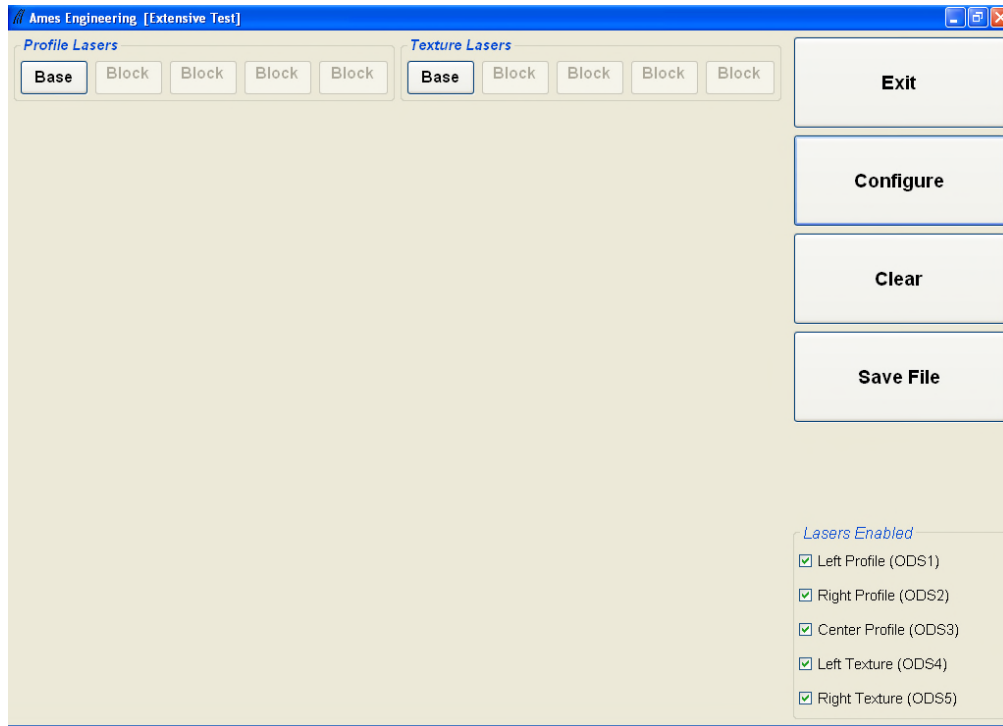 Ames Engineering [Extensive Test]
Profile Lasers
Base Block Block Block Block
Texture Lasers
Base Block Block Block Block
Exit
Configure
Clear
Save File
Lasers Enabled
Left Profile (ODS1)
Right Profile (ODS2)
Center Profile (ODS3)
Left Texture (ODS4)
Right Texture (ODS5)